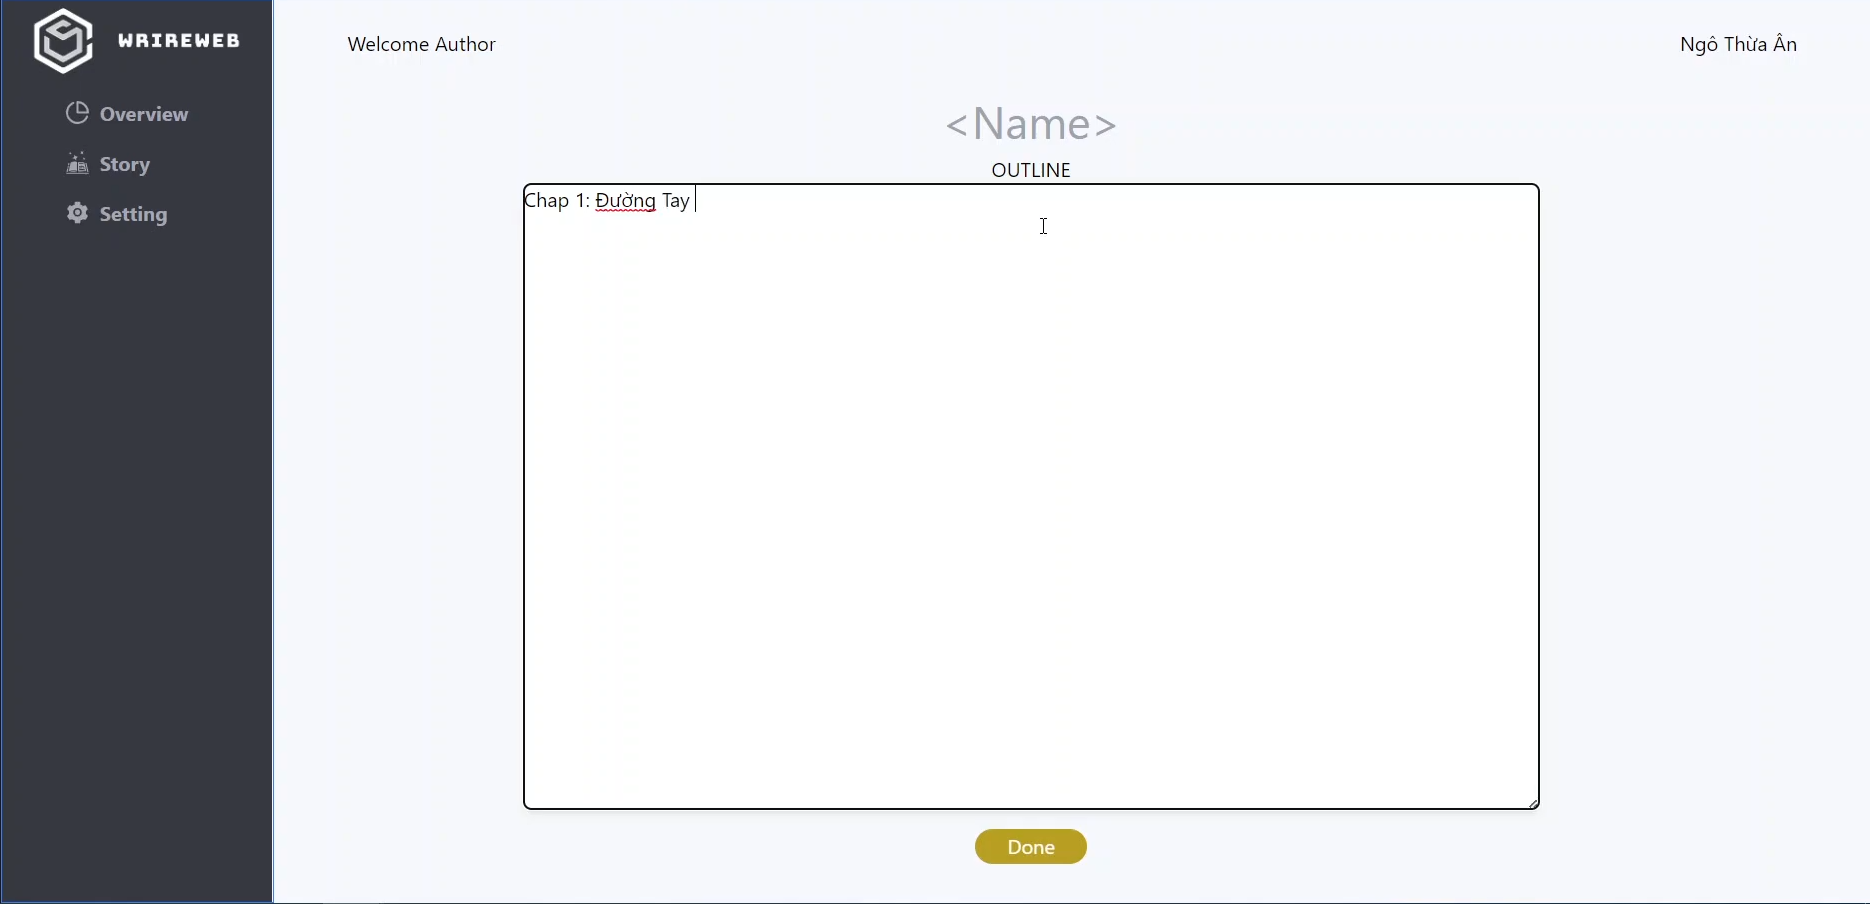 WRIREWEB
Overview
Story
Setting
Welcome Author
Ngô Thừa Ân
<Name>
OUTLINE
Chap 1: Đường Tay
Done